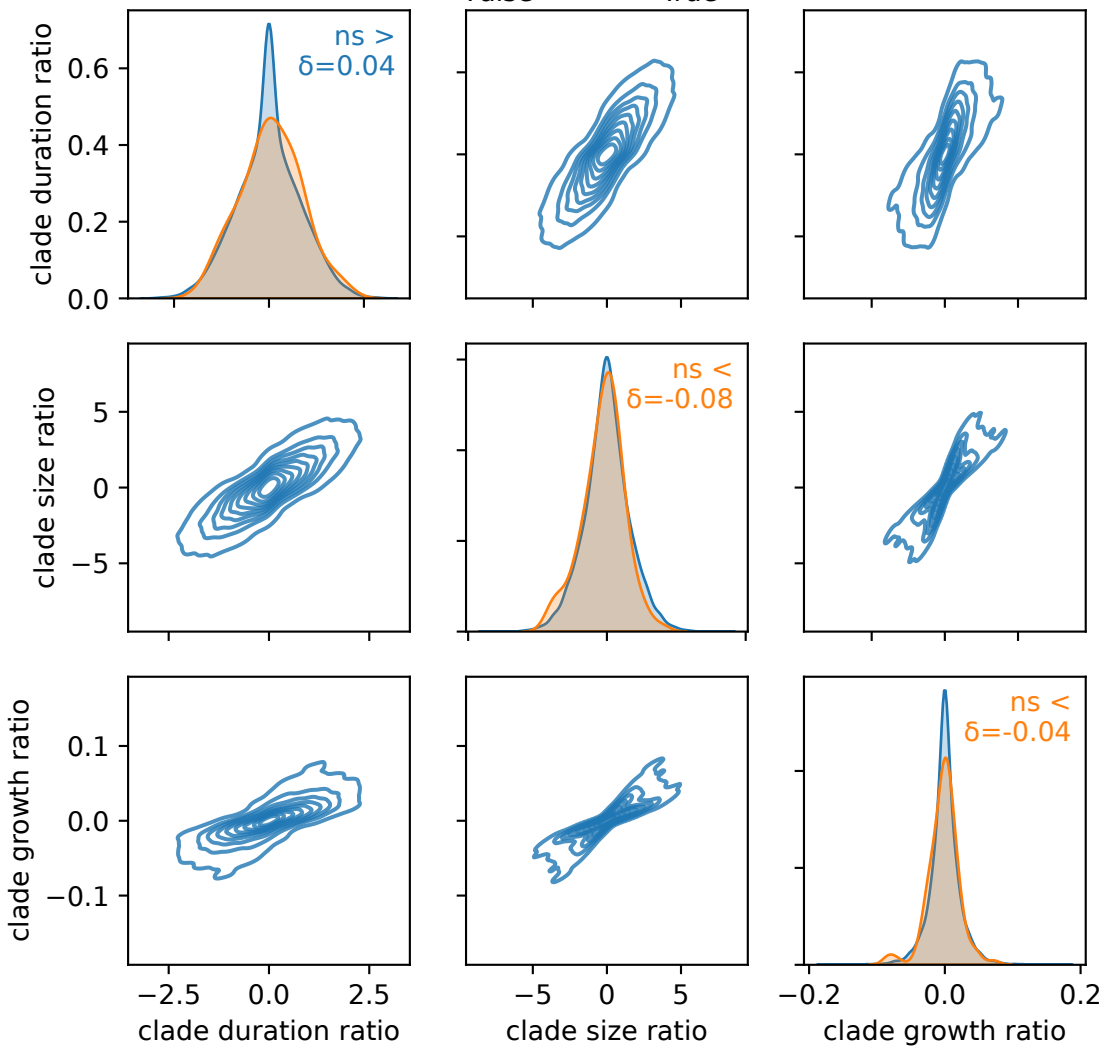 ns >
δ=0.04
clade duration ratio
0.6
0.4
0.2
0.0
ns <
δ=-0.08
clade size ratio
5
0
−5
ns <
δ=-0.04
clade growth ratio
0.1
0.0
−0.1
−2.5 0.0 2.5
−5 0 5
−0.2 0.0 0.2
clade duration ratio
clade size ratio
clade growth ratio